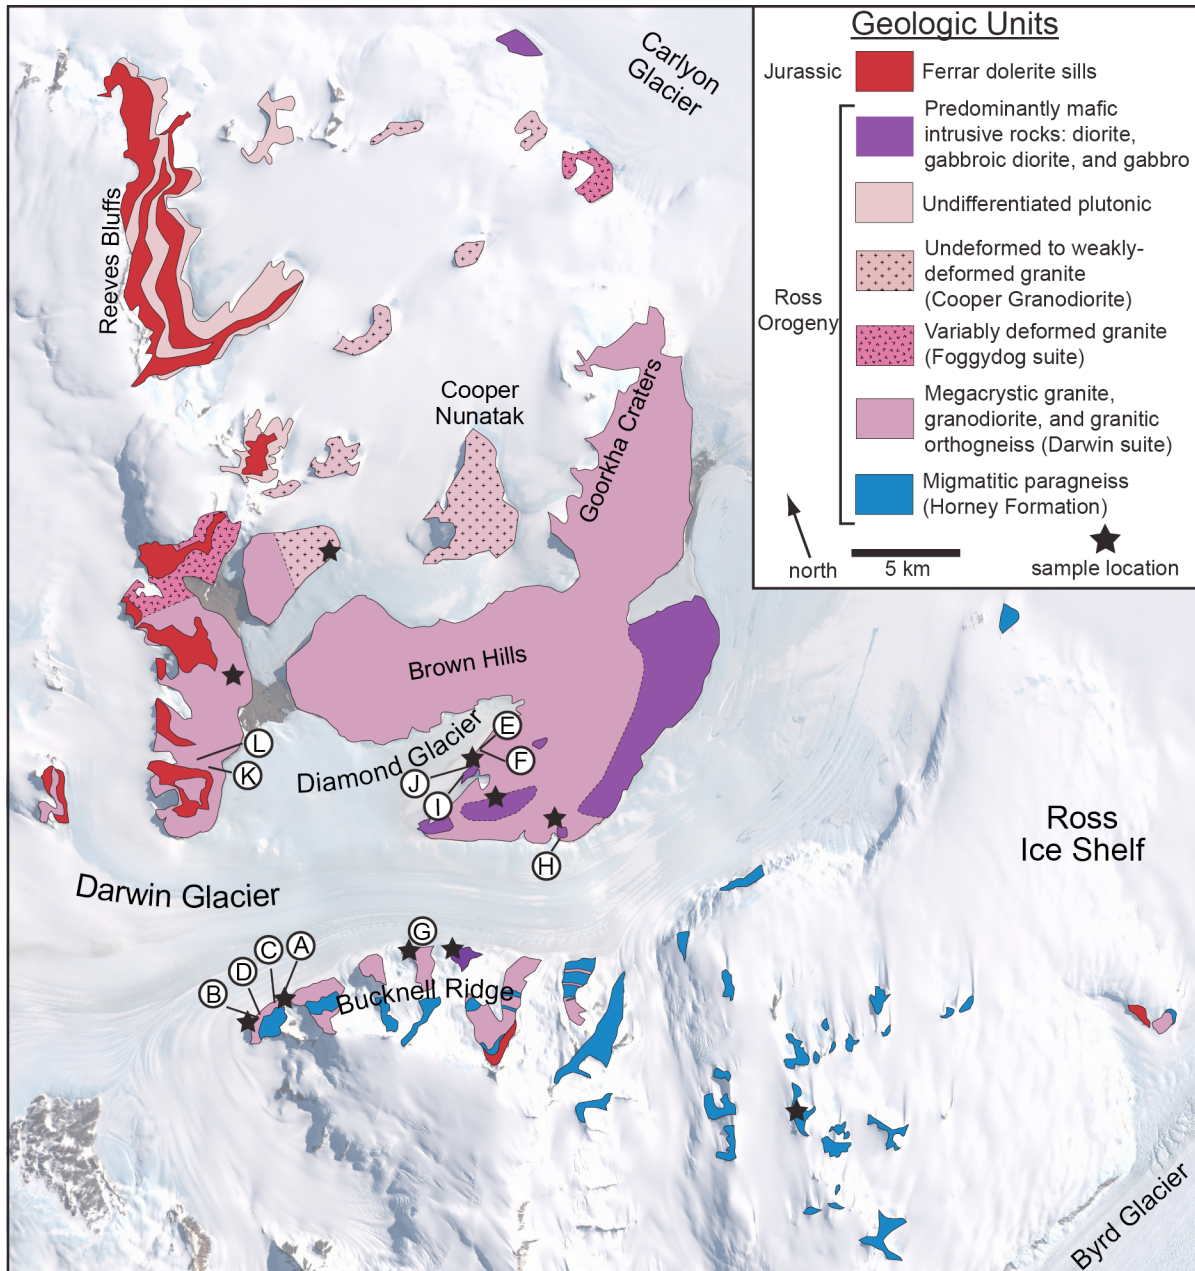 Geologic Units
Jurassic
Ferrar dolerite sills
Ross
Orogeny
Predominantly mafic
intrusive rocks: diorite,
gabbroic diorite, and gabbro
Undifferentiated plutonic
Undeformed to weakly-
deformed granite
(Cooper Granodiorite)
Variably deformed granite
(Foggydog suite)
Megacrystic granite,
granodiorite, and granitic
orthogneiss (Darwin suite)
Migmatitic paragneiss
(Horney Formation)
north
5 km
sample location
Carlyon
Glacier
Reeves Bluffs
Cooper
Nunatak
Goorkha Craters
Brown Hills
Diamond Glacier
E
F
L
J
K
I
H
Ross
Ice Shelf
Darwin Glacier
G
A
C
D
B
Bucknell Ridge
Byrd Glacier